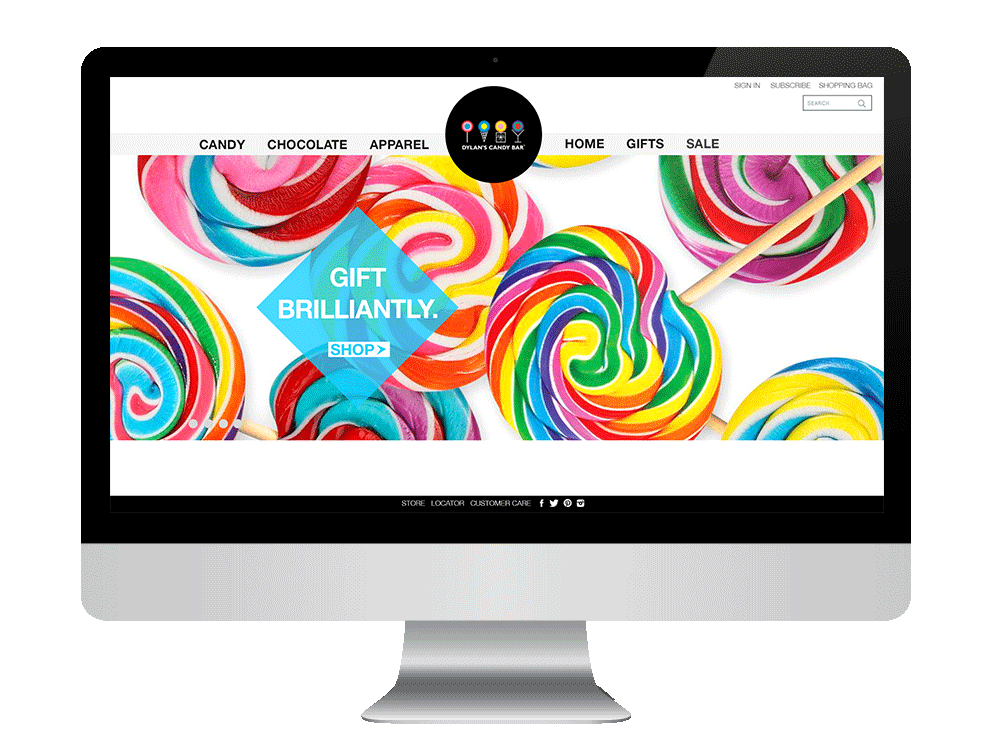 SIGN IN SUBSCRIBE SHOPPING BAG
SEARCH
CANDY CHOCOLATE APPAREL
DYLAN'S CANDY BAR
HOME GIFTS SALE
GIFT
BRILLIANTLY.
SHOP
STORE LOCATOR CUSTOMER CARE